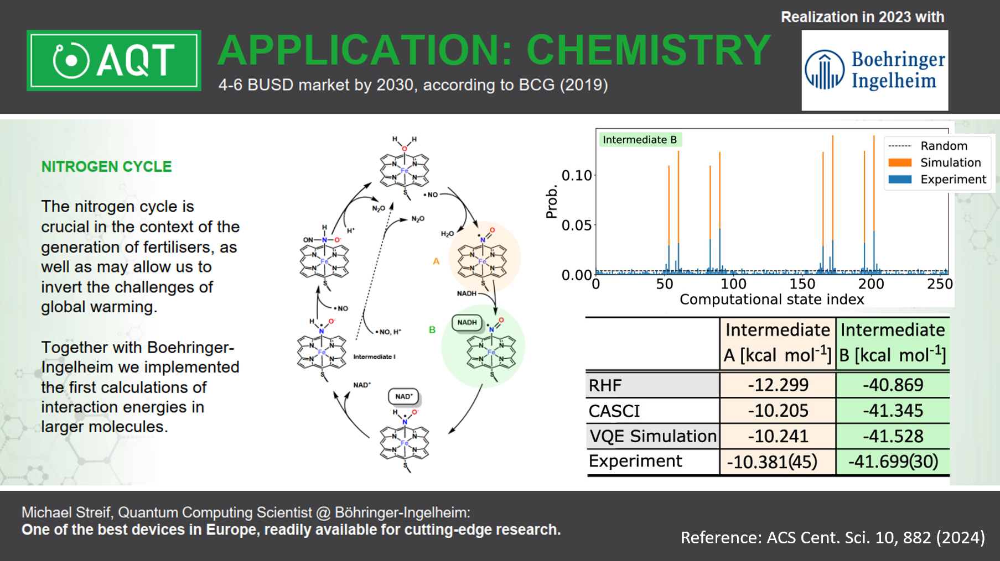 Realization in 2023 with
AQT
APPLICATION: CHEMISTRY
4-6 BUSD market by 2030, according to BCG (2019)
Boehringer
Ingelheim
NITROGEN CYCLE
The nitrogen cycle is
crucial in the context of the
generation of fertilisers, as
well as may allow us to
invert the challenges of
global warming.
Together with Boehringer-
Ingelheim we implemented
the first calculations of
interaction energies in
larger molecules.
H H
O
N N
Fe
N N
S
•NO
N₂O
N₂O
H⁺
H₂O
H
ON N O⁻
N N
Fe
N N
S
A
•N O
N N
Fe
N N
S
NADH
•NO
H O⁻
•N
N N
Fe
N N
S
•NO, H⁺
Intermediate I
B
NADH
•N O
N N
Fe
N N
S
NAD⁺
NAD⁺
H O⁻
•N
N N
Fe
N N
S
Intermediate B
Random
Simulation
Experiment
Prob.
0.10
0.05
0.00
0 50 100 150 200 250
Computational state index
Intermediate A [kcal mol⁻¹] Intermediate B [kcal mol⁻¹]
RHF -12.299 -40.869
CASCI -10.205 -41.345
VQE Simulation -10.241 -41.528
Experiment -10.381(45) -41.699(30)
Michael Streif, Quantum Computing Scientist @ Böhringer-Ingelheim:
One of the best devices in Europe, readily available for cutting-edge research.
Reference: ACS Cent. Sci. 10, 882 (2024)